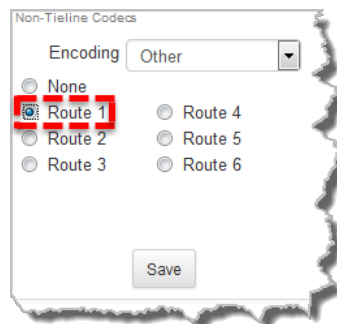 Non-Tieline Codecs
Encoding Other
None
Route 1 Route 4
Route 2 Route 5
Route 3 Route 6
Save